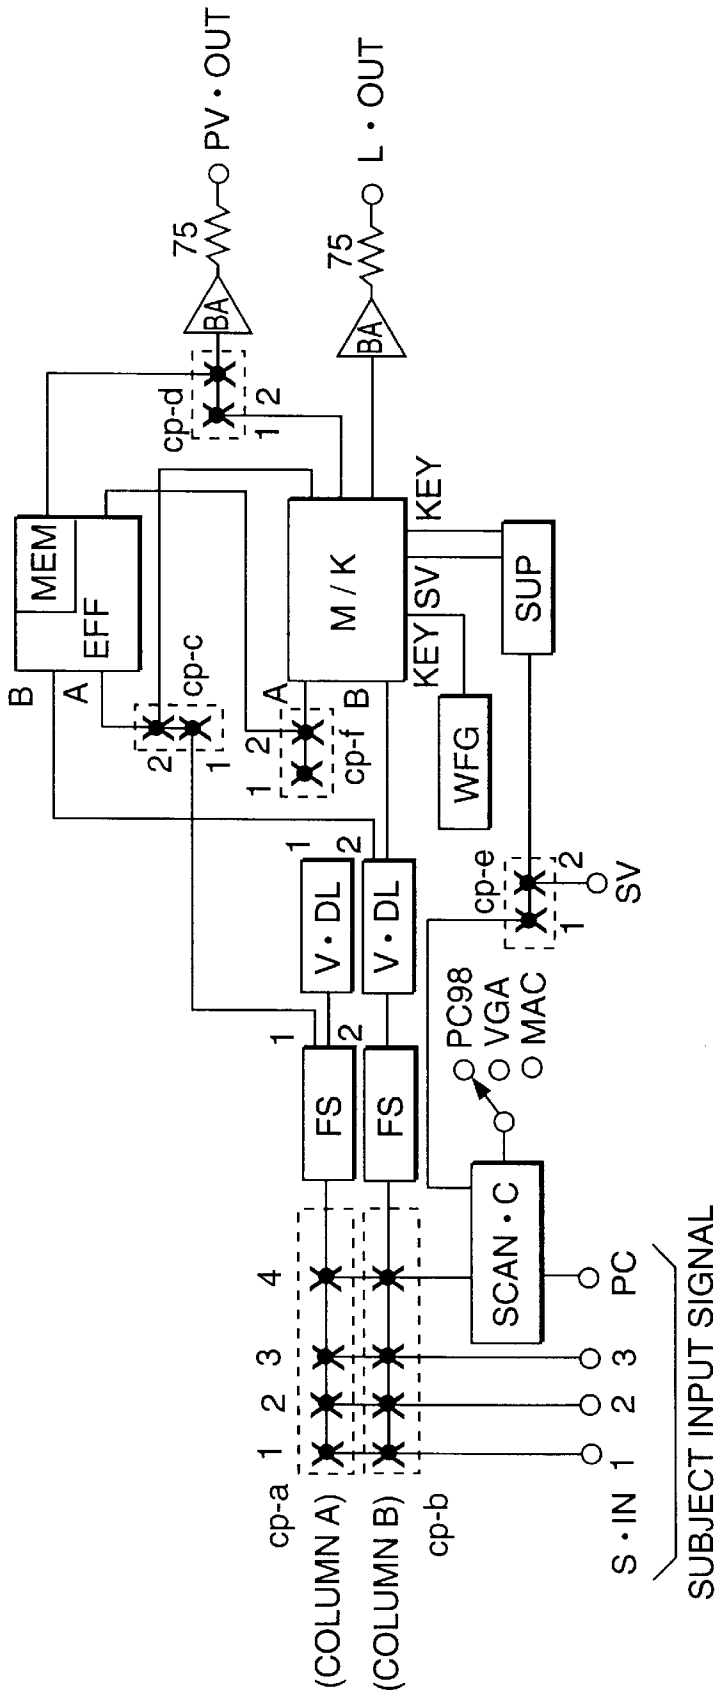 PV・OUT
75
BA
L・OUT
75
BA
cp-d
1
2
MEM
EFF
B
A
cp-c
2
1
M / K
A
B
KEY
SV
KEY
1
2
cp-f
WFG
SUP
cp-e
1
2
SV
V・DL
1
2
V・DL
FS
1
2
FS
PC98
VGA
MAC
SCAN・C
cp-a
1
2
3
4
(COLUMN A)
(COLUMN B)
cp-b
S・IN 1 2 3 PC
SUBJECT INPUT SIGNAL